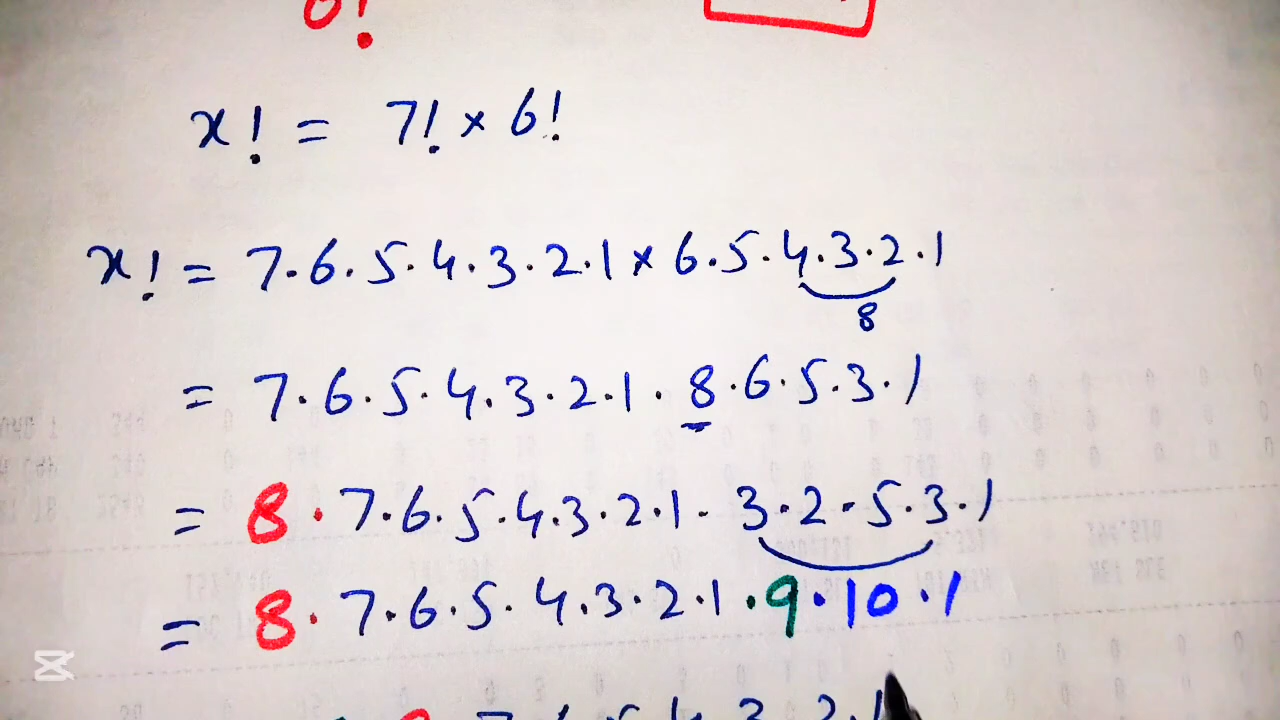 6!
x! = 7! × 6!
x! = 7.6.5.4.3.2.1 × 6.5.4.3.2.1
8
= 7.6.5.4.3.2.1.8.6.5.3.1
= 8.7.6.5.4.3.2.1.3.2.5.3.1
= 8.7.6.5.4.3.2.1.9.10.1